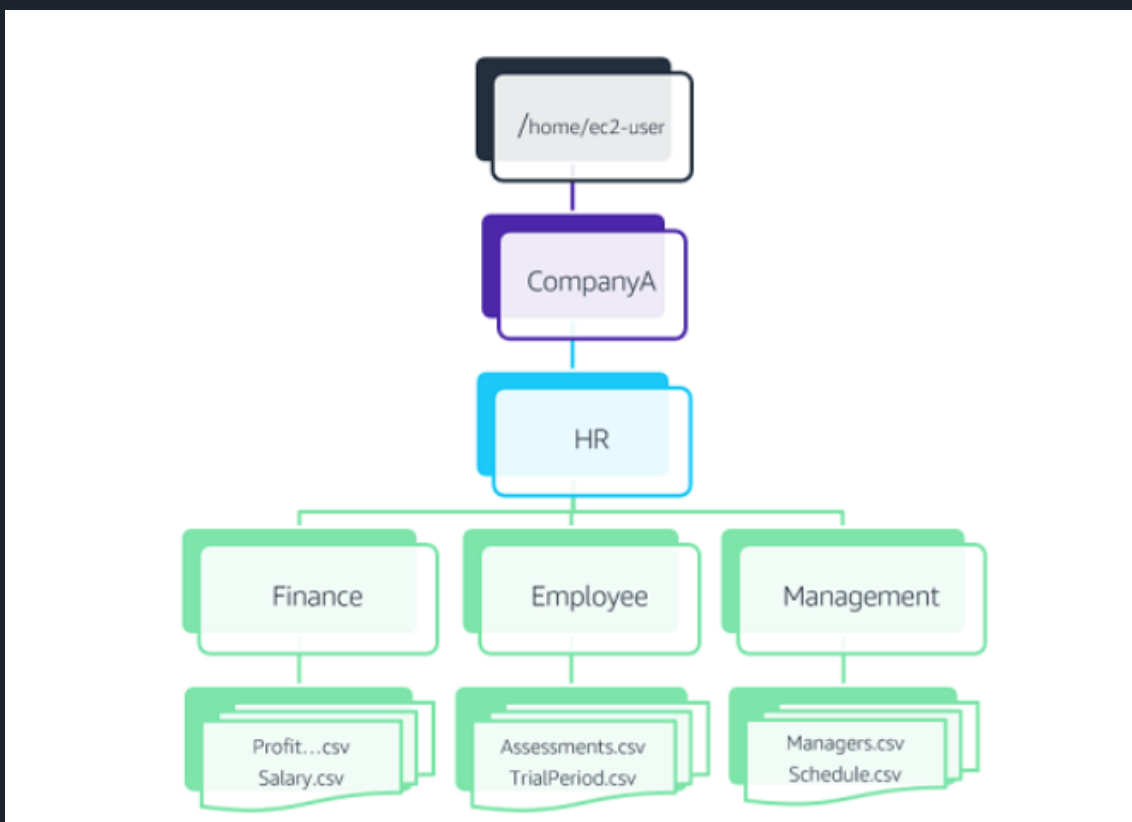 /home/ec2-user
CompanyA
HR
Finance
Employee
Management
Profit...csv
Salary.csv
Assessments.csv
TrialPeriod.csv
Managers.csv
Schedule.csv